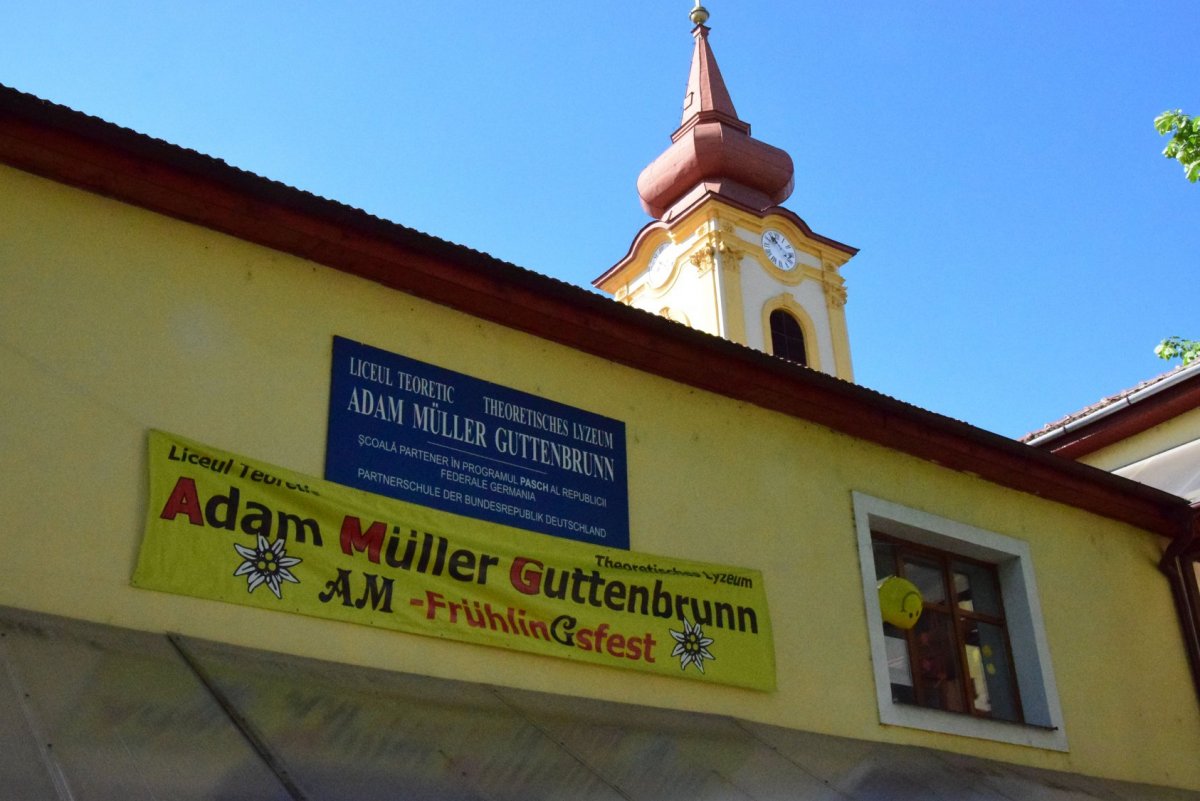 LICEUL TEORETIC THEORETISCHES LYZEUM
ADAM MÜLLER GUTTENBRUNN
ȘCOALĂ PARTENER ÎN PROGRAMUL PASCH AL REPUBLICII
FEDERALE GERMANIA
PARTNERSCHULE DER BUNDESREPUBLIK DEUTSCHLAND
Liceul Teoretic Theoretisches Lyzeum
Adam Müller Guttenbrunn
AM -FrühlinGsfest